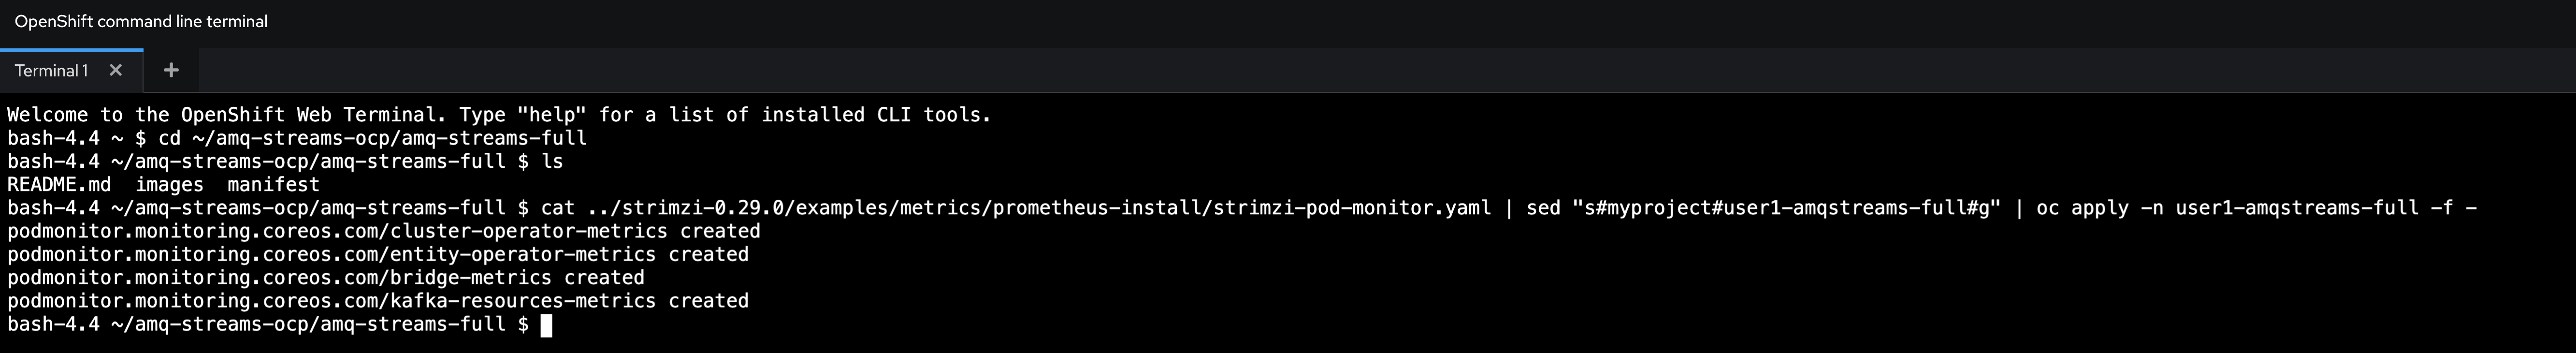 OpenShift command line terminal
Terminal 1 ✕ +
Welcome to the OpenShift Web Terminal. Type "help" for a list of installed CLI tools.
bash-4.4 ~ $ cd ~/amq-streams-ocp/amq-streams-full
bash-4.4 ~/amq-streams-ocp/amq-streams-full $ ls
README.md  images  manifest
bash-4.4 ~/amq-streams-ocp/amq-streams-full $ cat ../strimzi-0.29.0/examples/metrics/prometheus-install/strimzi-pod-monitor.yaml | sed "s#myproject#user1-amqstreams-full#g" | oc apply -n user1-amqstreams-full -f -
podmonitor.monitoring.coreos.com/cluster-operator-metrics created
podmonitor.monitoring.coreos.com/entity-operator-metrics created
podmonitor.monitoring.coreos.com/bridge-metrics created
podmonitor.monitoring.coreos.com/kafka-resources-metrics created
bash-4.4 ~/amq-streams-ocp/amq-streams-full $